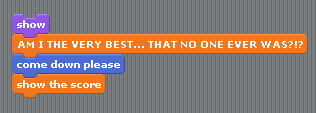 show
AM I THE VERY BEST... THAT NO ONE EVER WAS?!?
come down please
show the score